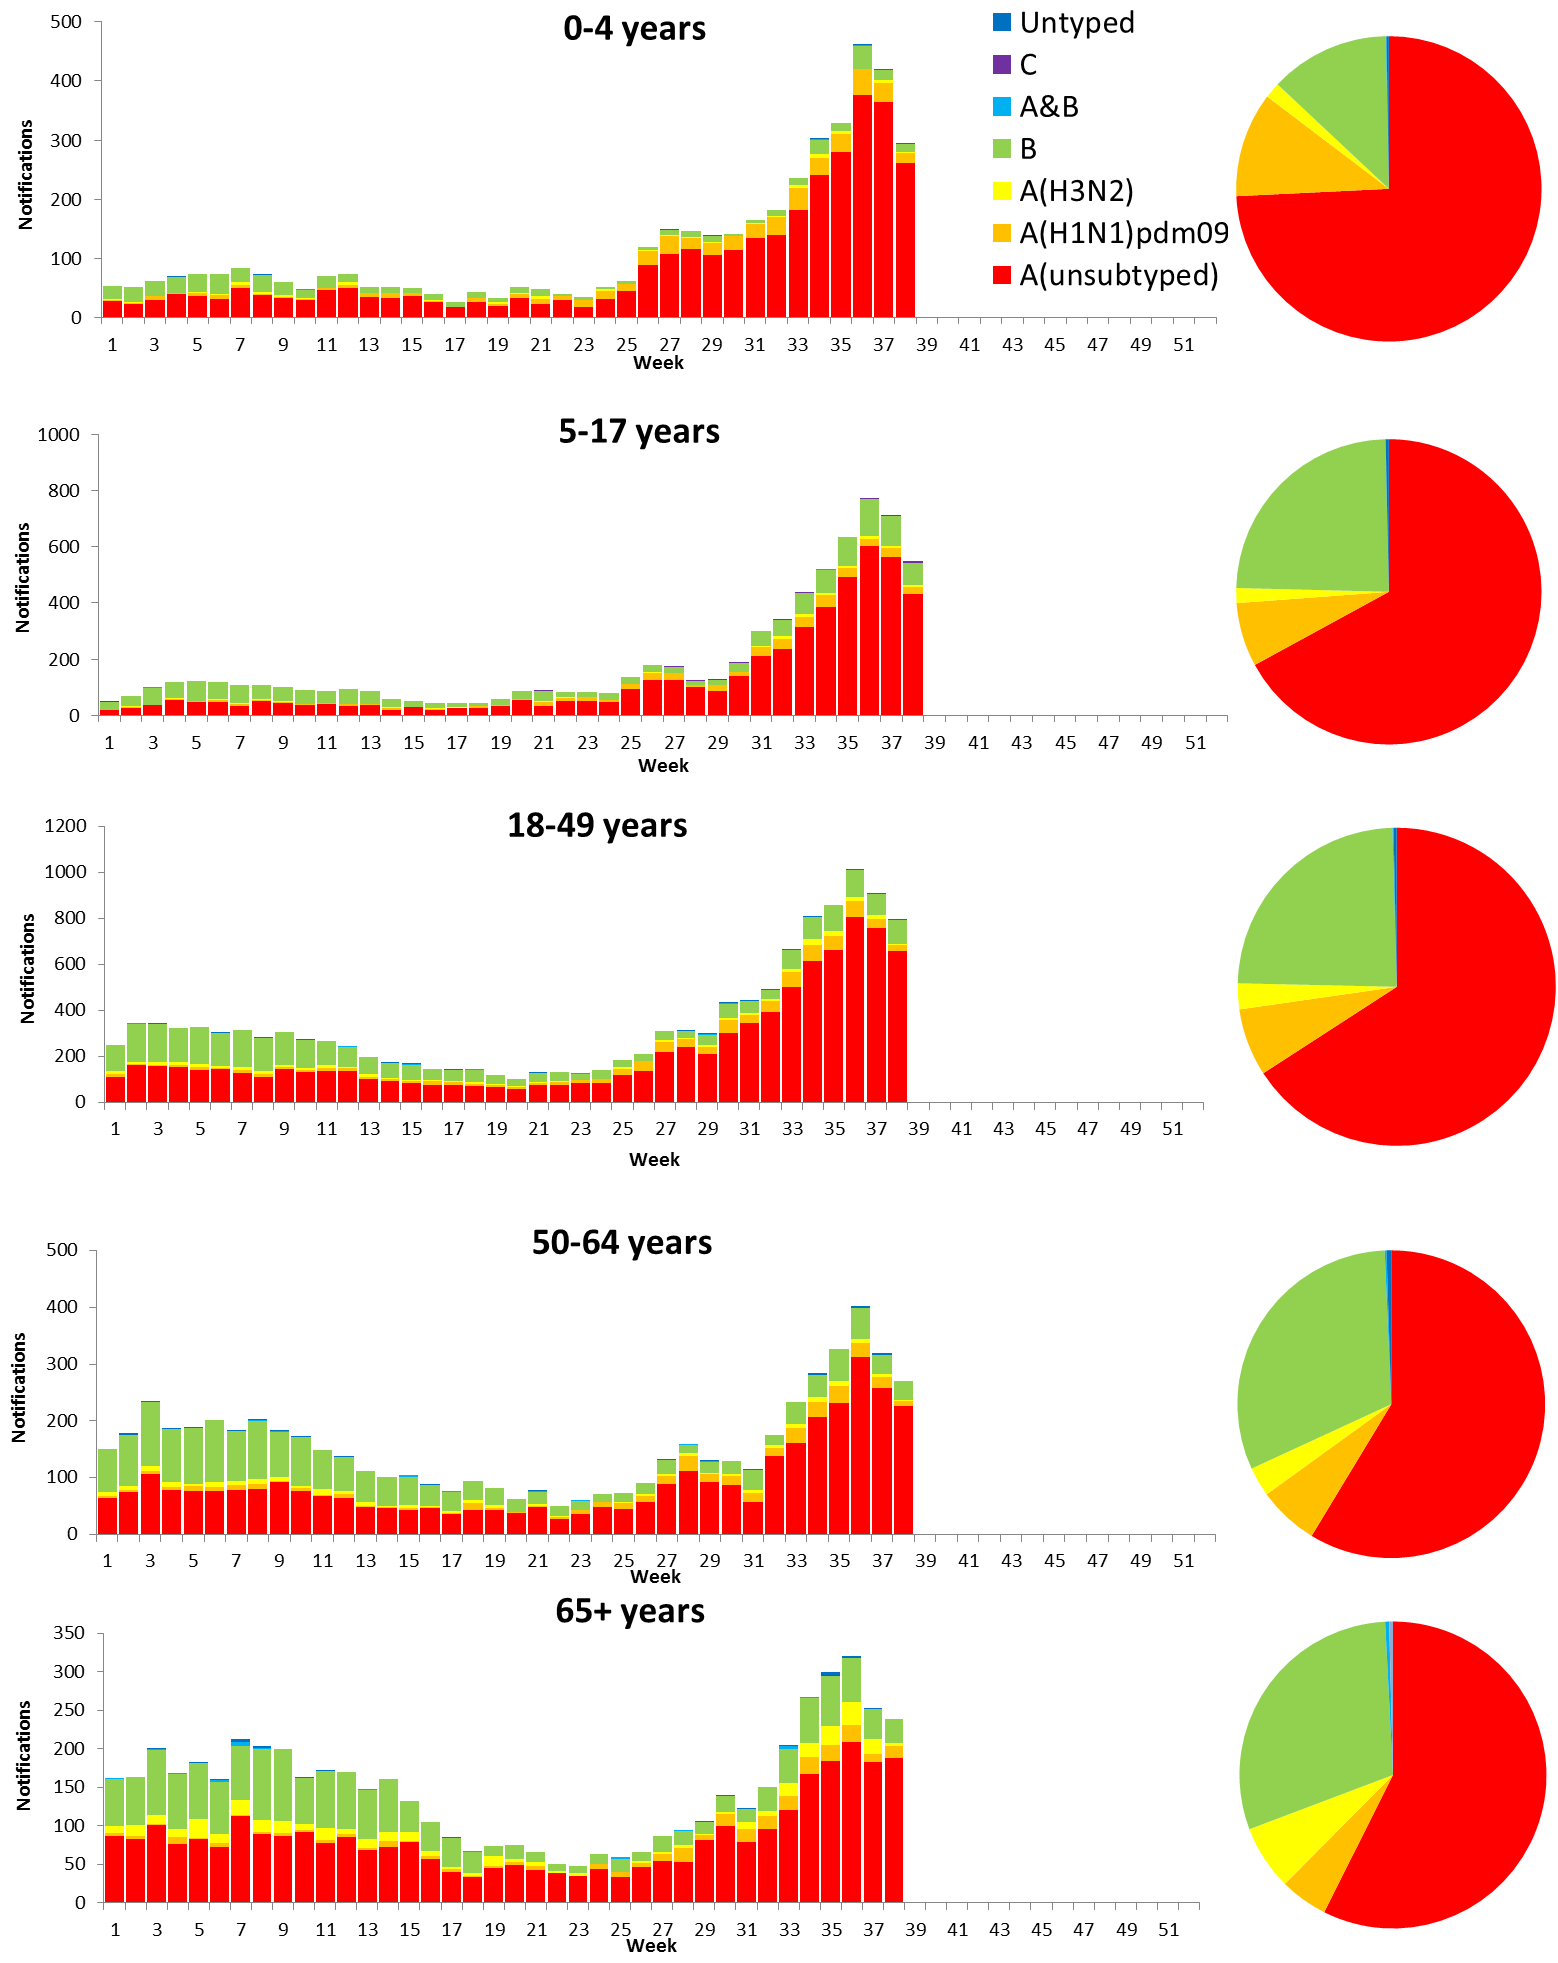 0-4 years
500
400
300
200
100
0
Notifications
1 3 5 7 9 11 13 15 17 19 21 23 25 27 29 31 33 35 37 39 41 43 45 47 49 51
Week
Untyped
C
A&B
B
A(H3N2)
A(H1N1)pdm09
A(unsubtyped)
5-17 years
1000
800
600
400
200
0
Notifications
1 3 5 7 9 11 13 15 17 19 21 23 25 27 29 31 33 35 37 39 41 43 45 47 49 51
Week
18-49 years
1200
1000
800
600
400
200
0
Notifications
1 3 5 7 9 11 13 15 17 19 21 23 25 27 29 31 33 35 37 39 41 43 45 47 49 51
Week
50-64 years
500
400
300
200
100
0
Notifications
1 3 5 7 9 11 13 15 17 19 21 23 25 27 29 31 33 35 37 39 41 43 45 47 49 51
Week
65+ years
350
300
250
200
150
100
50
0
Notifications
1 3 5 7 9 11 13 15 17 19 21 23 25 27 29 31 33 35 37 39 41 43 45 47 49 51
Week